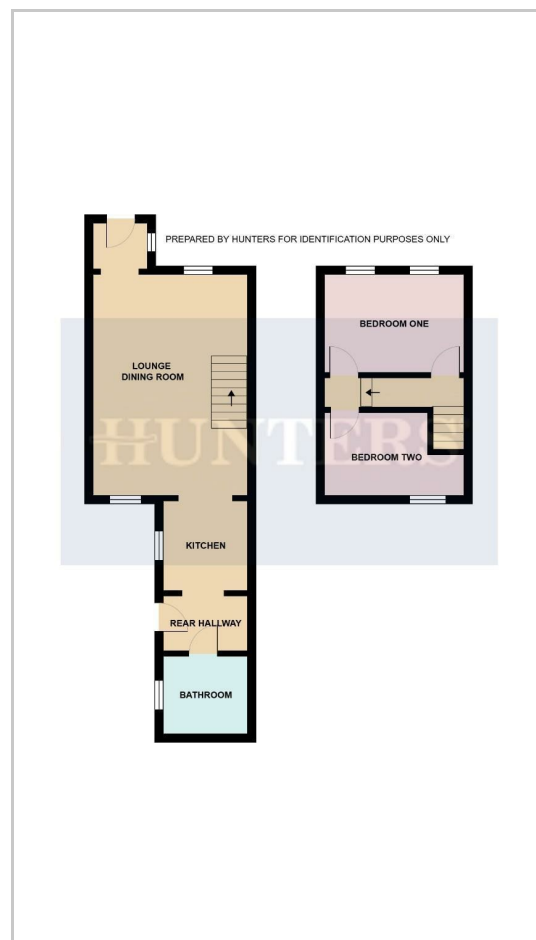 PREPARED BY HUNTERS FOR IDENTIFICATION PURPOSES ONLY
BEDROOM ONE
LOUNGE
DINING ROOM
HUNTERS
BEDROOM TWO
KITCHEN
REAR HALLWAY
BATHROOM